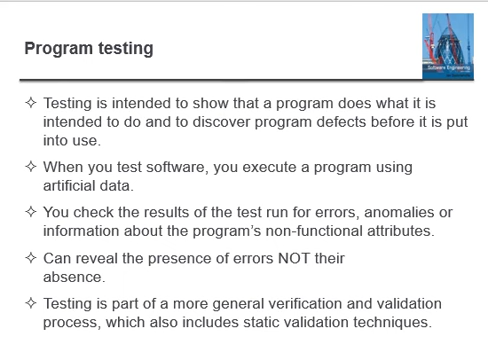 Program testing
Software Engineering
✧ Testing is intended to show that a program does what it is
intended to do and to discover program defects before it is put
into use.
✧ When you test software, you execute a program using
artificial data.
✧ You check the results of the test run for errors, anomalies or
information about the program's non-functional attributes.
✧ Can reveal the presence of errors NOT their
absence.
✧ Testing is part of a more general verification and validation
process, which also includes static validation techniques.